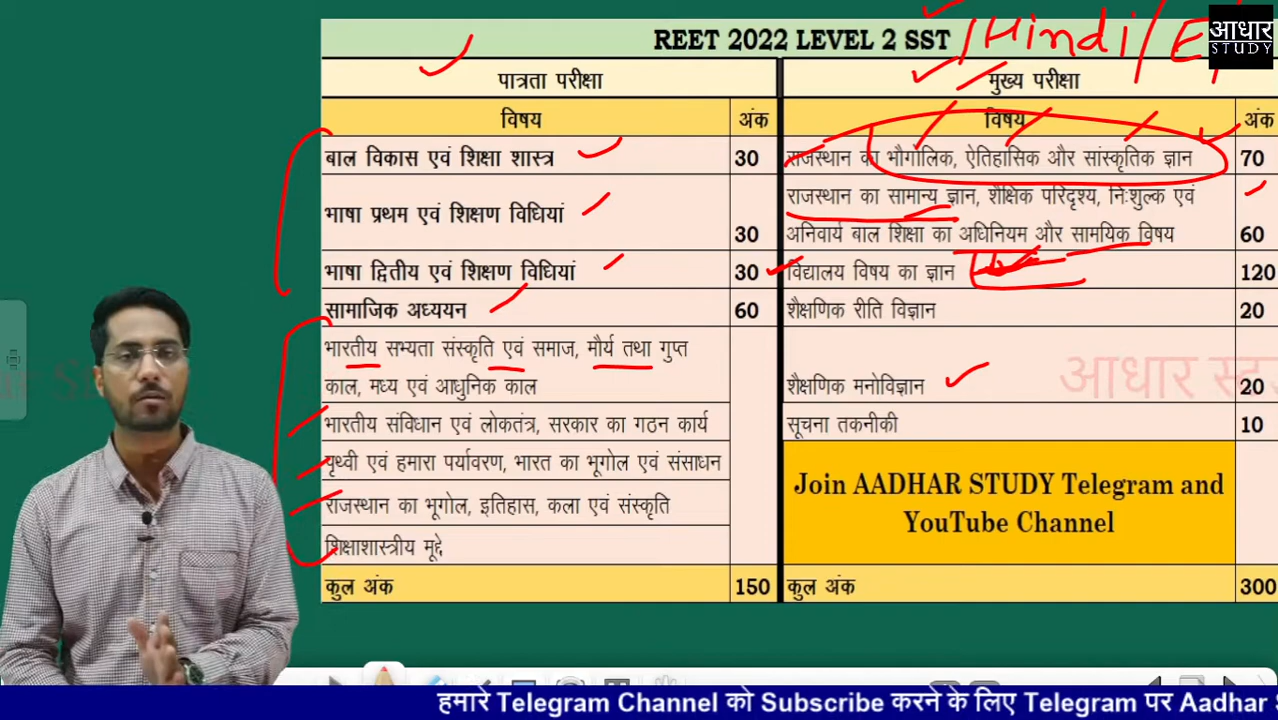 REET 2022 LEVEL 2 SST / Hindi / E
आधार
STUDY
पात्रता परीक्षा
मुख्य परीक्षा
विषय अंक
विषय अंक
बाल विकास एवं शिक्षा शास्त्र 30
राजस्थान का भौगोलिक, ऐतिहासिक और सांस्कृतिक ज्ञान 70
भाषा प्रथम एवं शिक्षण विधियां 30
राजस्थान का सामान्य ज्ञान, शैक्षिक परिदृश्य, निःशुल्क एवं
अनिवार्य बाल शिक्षा का अधिनियम और सामयिक विषय 60
भाषा द्वितीय एवं शिक्षण विधियां 30
विद्यालय विषय का ज्ञान 120
सामाजिक अध्ययन 60
शैक्षणिक रीति विज्ञान 20
भारतीय सभ्यता संस्कृति एवं समाज, मौर्य तथा गुप्त
काल, मध्य एवं आधुनिक काल
शैक्षणिक मनोविज्ञान 20
भारतीय संविधान एवं लोकतंत्र, सरकार का गठन कार्य
सूचना तकनीकी 10
पृथ्वी एवं हमारा पर्यावरण, भारत का भूगोल एवं संसाधन
राजस्थान का भूगोल, इतिहास, कला एवं संस्कृति
शिक्षाशास्त्रीय मूद्दे
Join AADHAR STUDY Telegram and
YouTube Channel
कुल अंक 150
कुल अंक 300
हमारे Telegram Channel को Subscribe करने के लिए Telegram पर Aadhar S